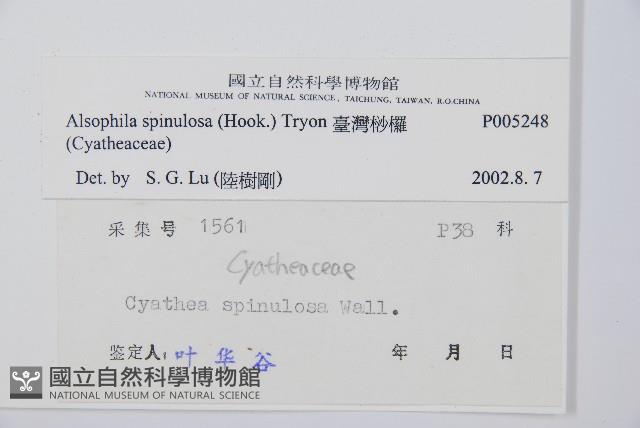 國立自然科學博物館
NATIONAL MUSEUM OF NATURAL SCIENCE, TAICHUNG, TAIWAN, R.O.CHINA
Alsophila spinulosa (Hook.) Tryon 臺灣桫欏 P005248
(Cyatheaceae)
Det. by S. G. Lu (陸樹剛) 2002.8. 7
采集号 1561 P38 科
Cyatheaceae
Cyathea spinulosa Wall.
鉴定人: 叶华谷 年 月 日
國立自然科學博物館
NATIONAL MUSEUM OF NATURAL SCIENCE